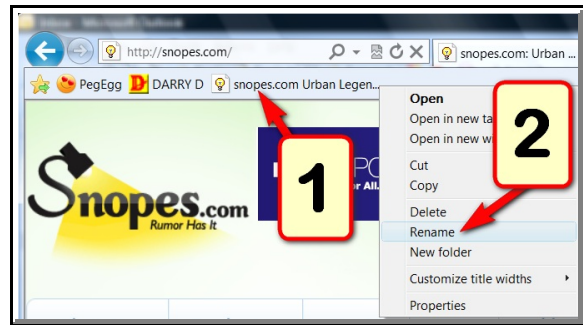 http://snopes.com/
snopes.com: Urban ...
PegEgg
DARRY D
snopes.com Urban Legen...
Open
Open in new ta
Open in new w
Cut
Copy
Delete
Rename
New folder
Customize title widths
Properties
1
2
Snopes.com
Rumor Has It
PO
or All.